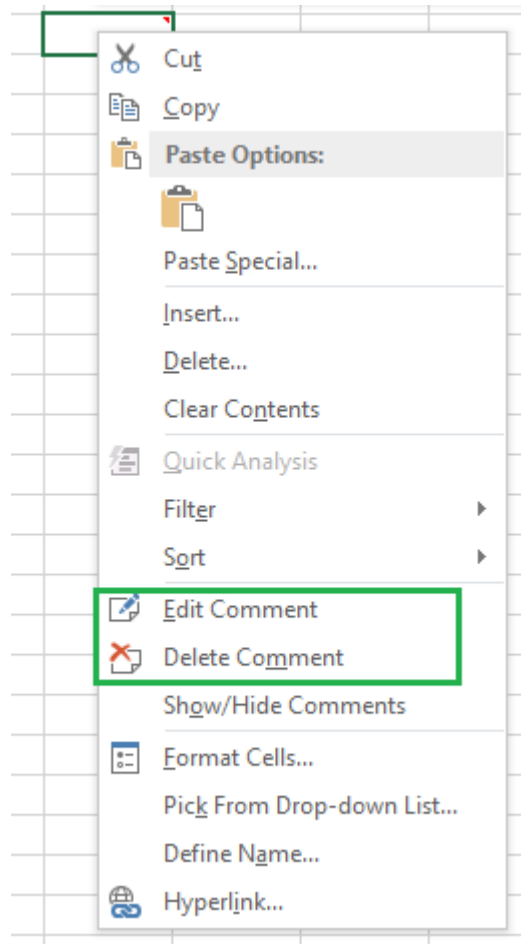 Cut
Copy
Paste Options:
Paste Special...
Insert...
Delete...
Clear Contents
Quick Analysis
Filter
Sort
Edit Comment
Delete Comment
Show/Hide Comments
Format Cells...
Pick From Drop-down List...
Define Name...
Hyperlink...